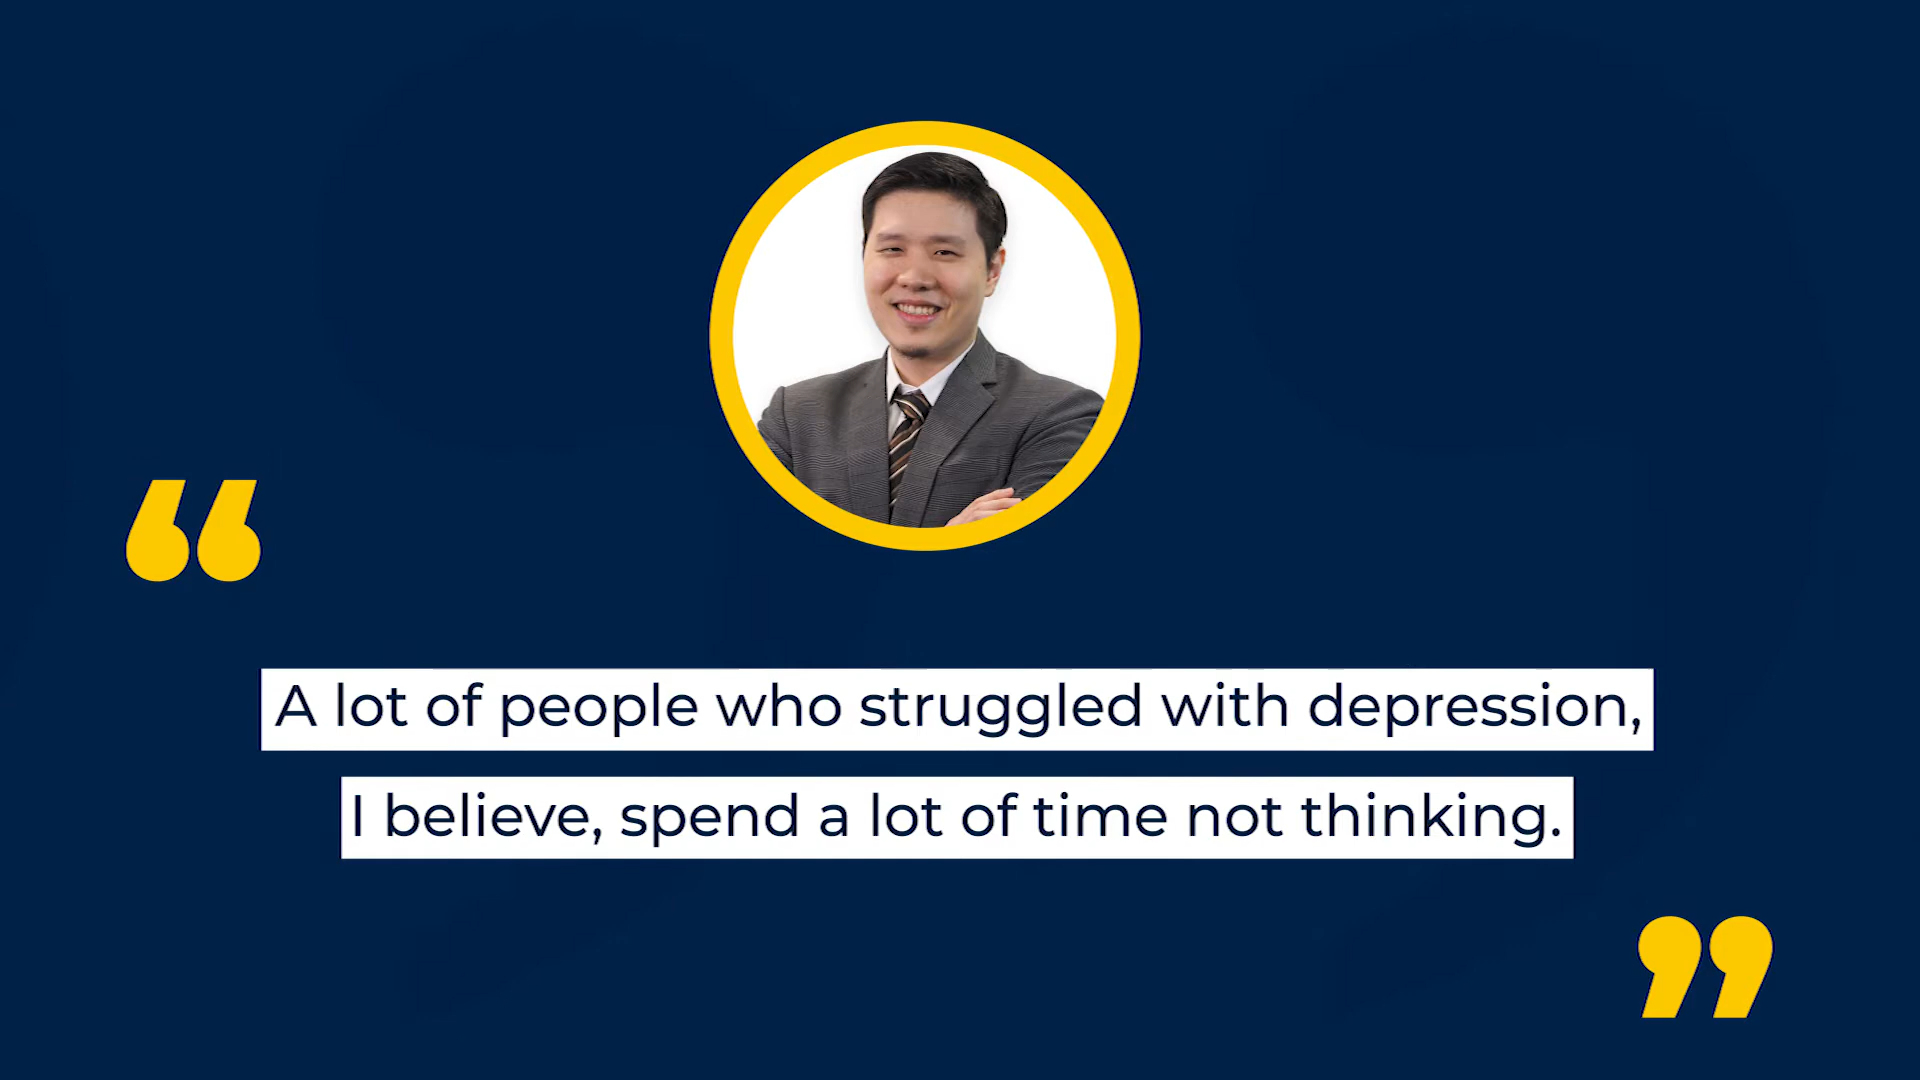 “
A lot of people who struggled with depression,
I believe, spend a lot of time not thinking.
”